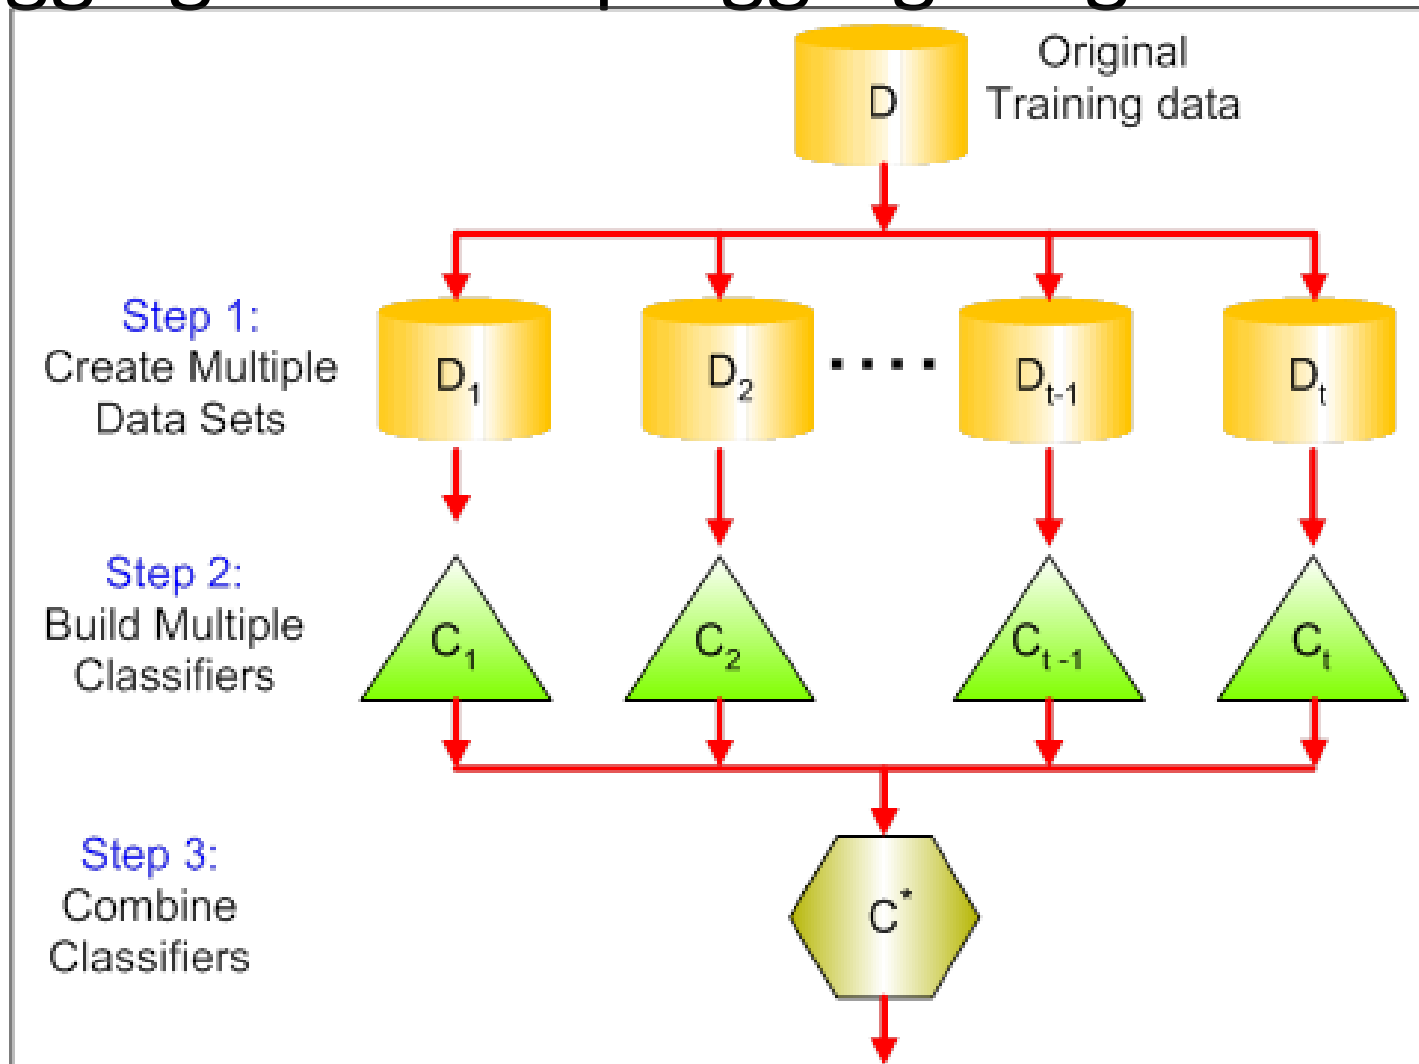 D
Original
Training data
Step 1:
Create Multiple
Data Sets
D1
D2
....
Dt-1
Dt
Step 2:
Build Multiple
Classifiers
C1
C2
Ct-1
Ct
Step 3:
Combine
Classifiers
C*